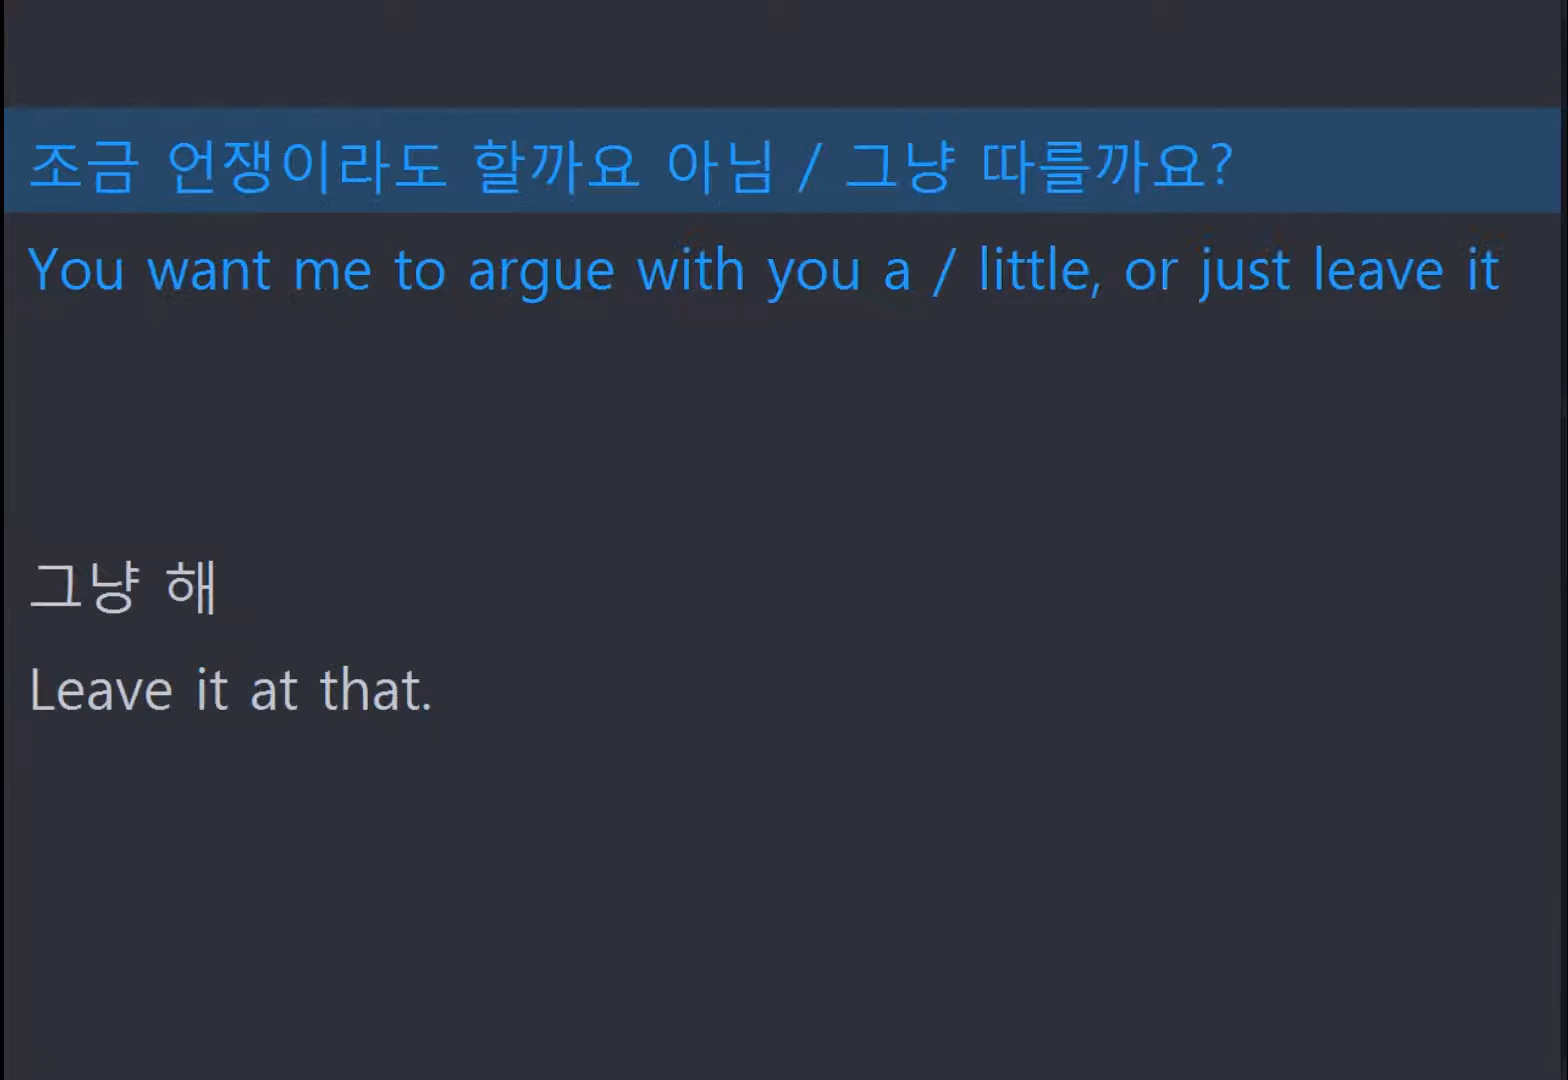 조금 언쟁이라도 할까요 아님 / 그냥 따를까요?
You want me to argue with you a / little, or just leave it
그냥 해
Leave it at that.